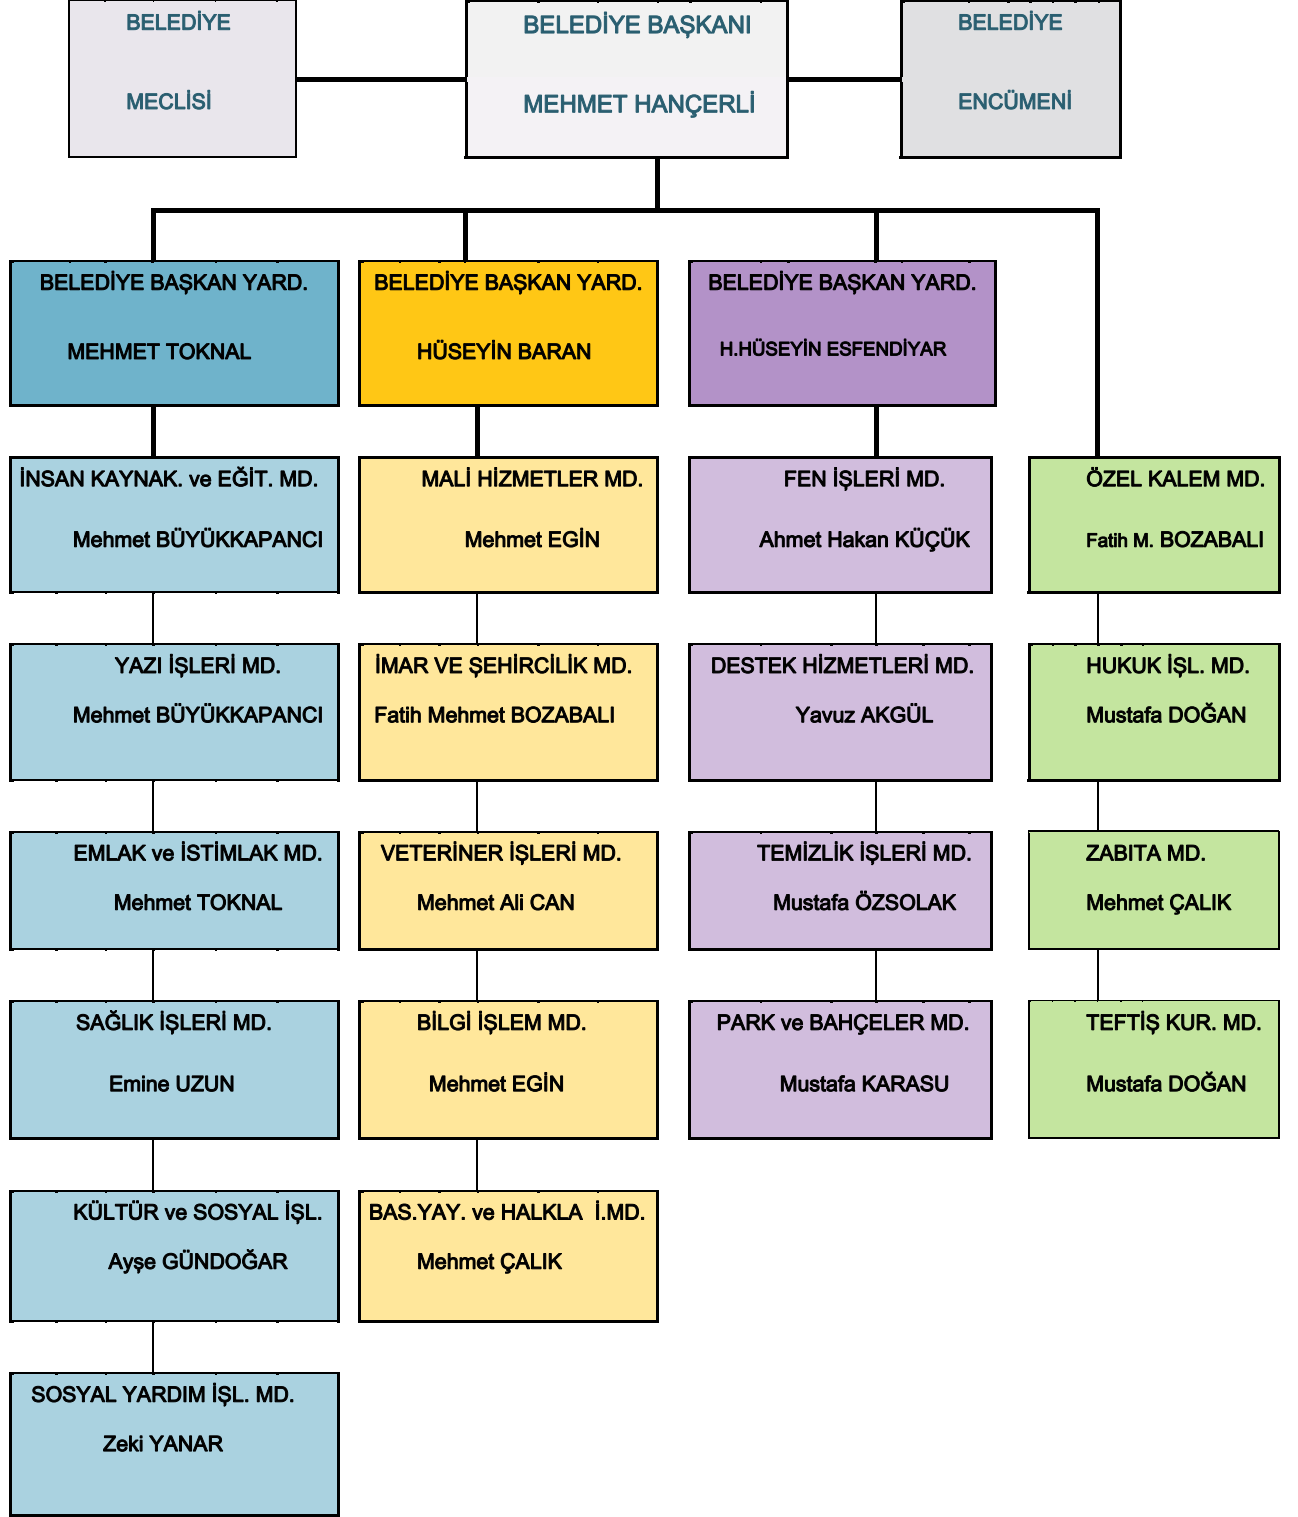 BELEDİYE
MECLİSİ
BELEDİYE BAŞKANI
MEHMET HANÇERLİ
BELEDİYE
ENCÜMENİ
BELEDİYE BAŞKAN YARD.
MEHMET TOKNAL
BELEDİYE BAŞKAN YARD.
HÜSEYİN BARAN
BELEDİYE BAŞKAN YARD.
H.HÜSEYİN ESFENDİYAR
İNSAN KAYNAK. ve EĞİT. MD.
Mehmet BÜYÜKKAPANCI
MALİ HİZMETLER MD.
Mehmet EGİN
FEN İŞLERİ MD.
Ahmet Hakan KÜÇÜK
ÖZEL KALEM MD.
Fatih M. BOZABALI
YAZI İŞLERİ MD.
Mehmet BÜYÜKKAPANCI
İMAR VE ŞEHİRCİLİK MD.
Fatih Mehmet BOZABALI
DESTEK HİZMETLERİ MD.
Yavuz AKGÜL
HUKUK İŞL. MD.
Mustafa DOĞAN
EMLAK ve İSTİMLAK MD.
Mehmet TOKNAL
VETERİNER İŞLERİ MD.
Mehmet Ali CAN
TEMİZLİK İŞLERİ MD.
Mustafa ÖZSOLAK
ZABITA MD.
Mehmet ÇALIK
SAĞLIK İŞLERİ MD.
Emine UZUN
BİLGİ İŞLEM MD.
Mehmet EGİN
PARK ve BAHÇELER MD.
Mustafa KARASU
TEFTİŞ KUR. MD.
Mustafa DOĞAN
KÜLTÜR ve SOSYAL İŞL.
Ayşe GÜNDOĞAR
BAS.YAY. ve HALKLA İ.MD.
Mehmet ÇALIK
SOSYAL YARDIM İŞL. MD.
Zeki YANAR